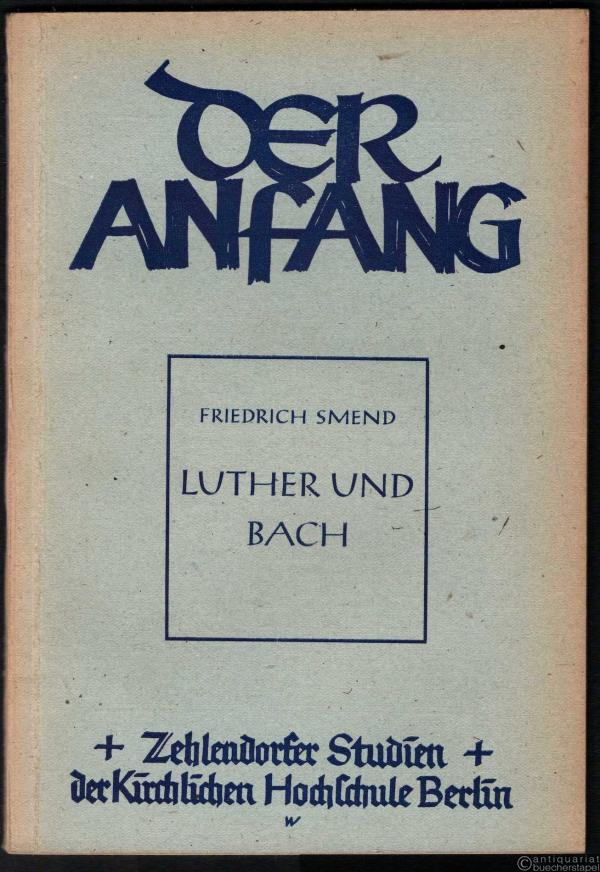 DER
ANFANG
FRIEDRICH SMEND
LUTHER UND
BACH
+ Zehlendorfer Studien +
der Kirchlichen Hochschule Berlin
W
© antiquariat
buecherstapel